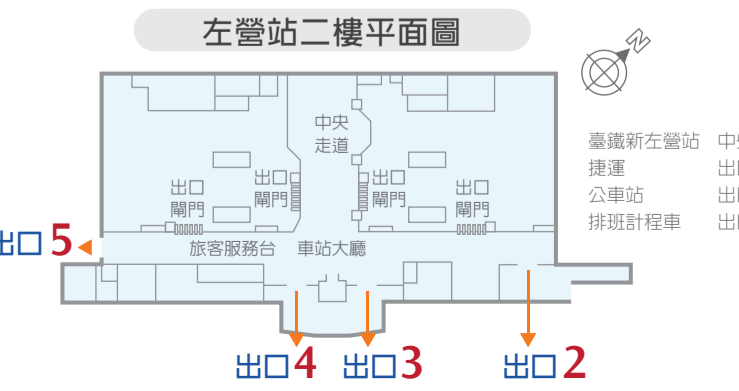 左營站二樓平面圖
N
中央
走道
臺鐵新左營站
捷運
公車站
排班計程車
出口
閘門
出口
閘門
出口
閘門
出口
閘門
出口 5
旅客服務台
車站大廳
出口 4
出口 3
出口 2